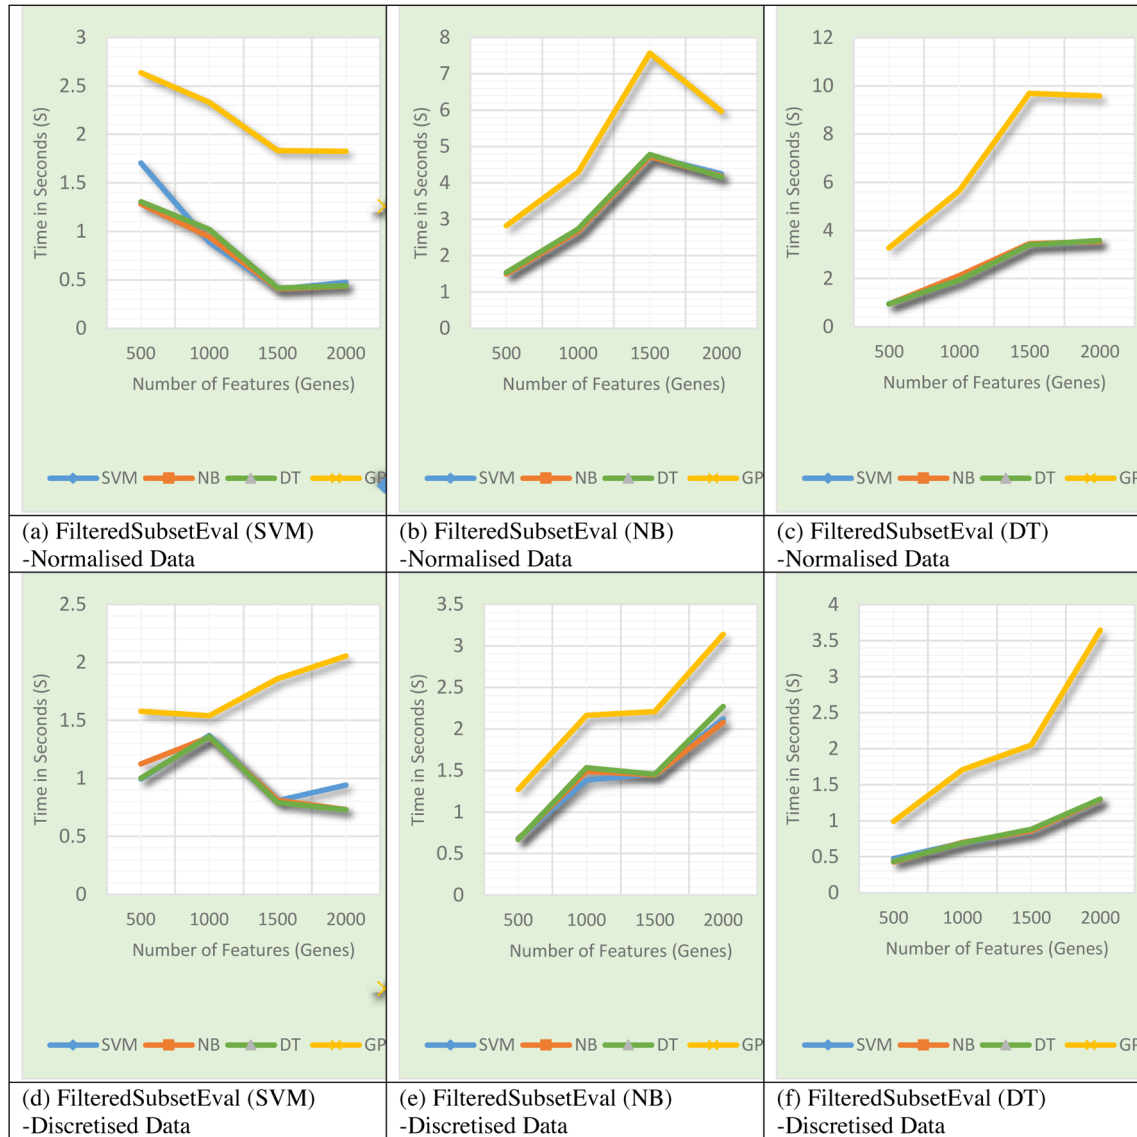 3
2.5
2
1.5
1
0.5
0
Time in Seconds (S)
500 1000 1500 2000
Number of Features (Genes)
SVM NB DT GP
(a) FilteredSubsetEval (SVM)
-Normalised Data
8
7
6
5
4
3
2
1
0
Time in Seconds (S)
500 1000 1500 2000
Number of Features (Genes)
SVM NB DT GP
(b) FilteredSubsetEval (NB)
-Normalised Data
12
10
8
6
4
2
0
Time in Seconds (S)
500 1000 1500 2000
Number of Features (Genes)
SVM NB DT GP
(c) FilteredSubsetEval (DT)
-Normalised Data
2.5
2
1.5
1
0.5
0
Time in Seconds (S)
500 1000 1500 2000
Number of Features (Genes)
SVM NB DT GP
(d) FilteredSubsetEval (SVM)
-Discretised Data
3.5
3
2.5
2
1.5
1
0.5
0
Time in Seconds (S)
500 1000 1500 2000
Number of Features (Genes)
SVM NB DT GP
(e) FilteredSubsetEval (NB)
-Discretised Data
4
3.5
3
2.5
2
1.5
1
0.5
0
Time in Seconds (S)
500 1000 1500 2000
Number of Features (Genes)
SVM NB DT GP
(f) FilteredSubsetEval (DT)
-Discretised Data